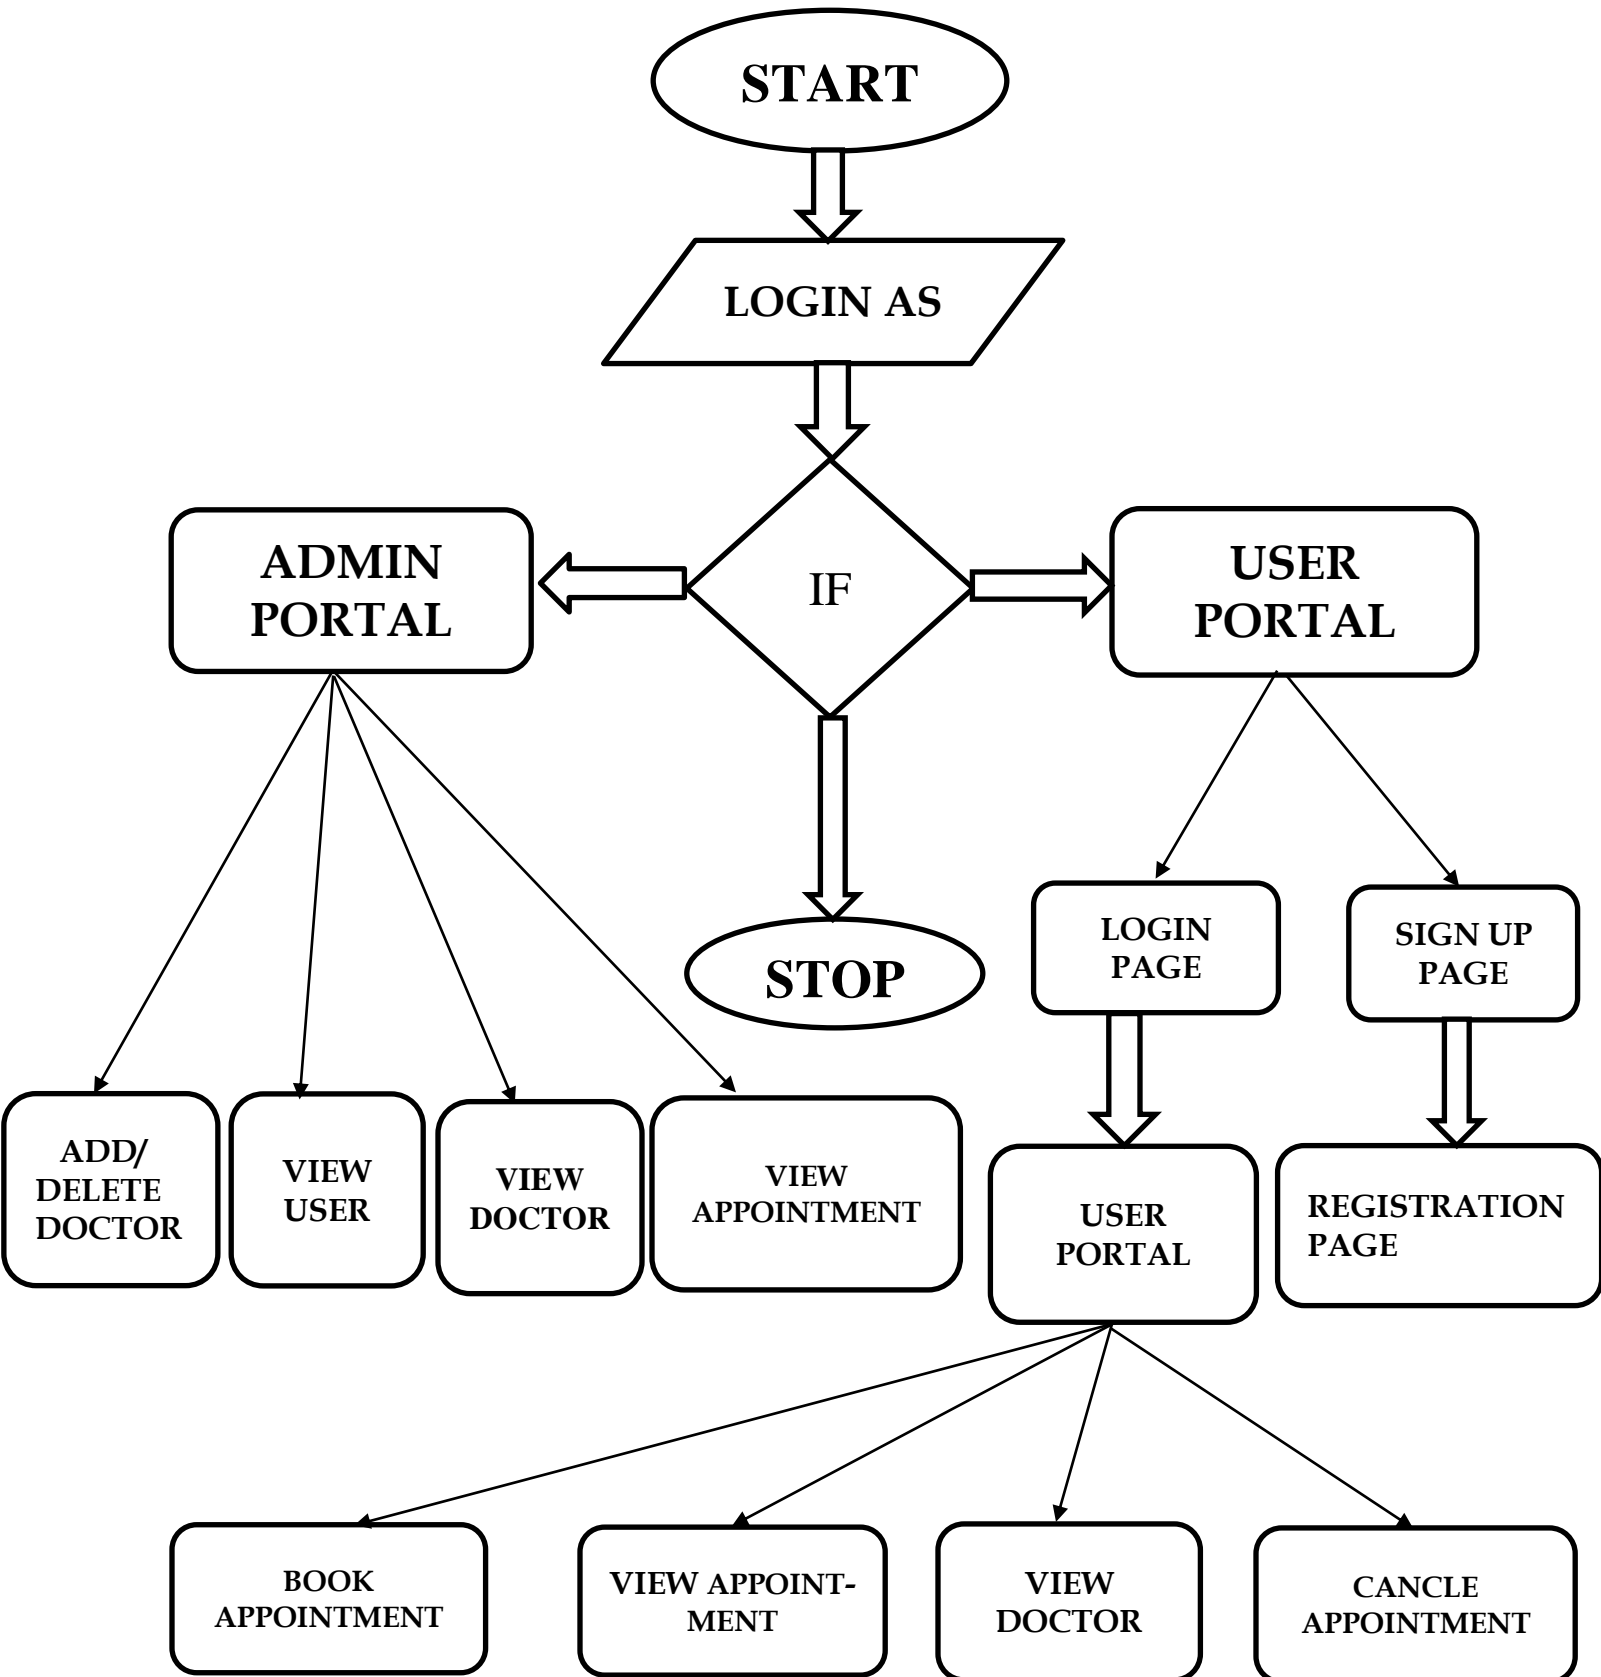 START
LOGIN AS
ADMIN
PORTAL
IF
USER
PORTAL
LOGIN
PAGE
SIGN UP
PAGE
STOP
ADD/
DELETE
DOCTOR
VIEW
USER
VIEW
DOCTOR
VIEW
APPOINTMENT
USER
PORTAL
REGISTRATION
PAGE
BOOK
APPOINTMENT
VIEW APPOINT-
MENT
VIEW
DOCTOR
CANCLE
APPOINTMENT